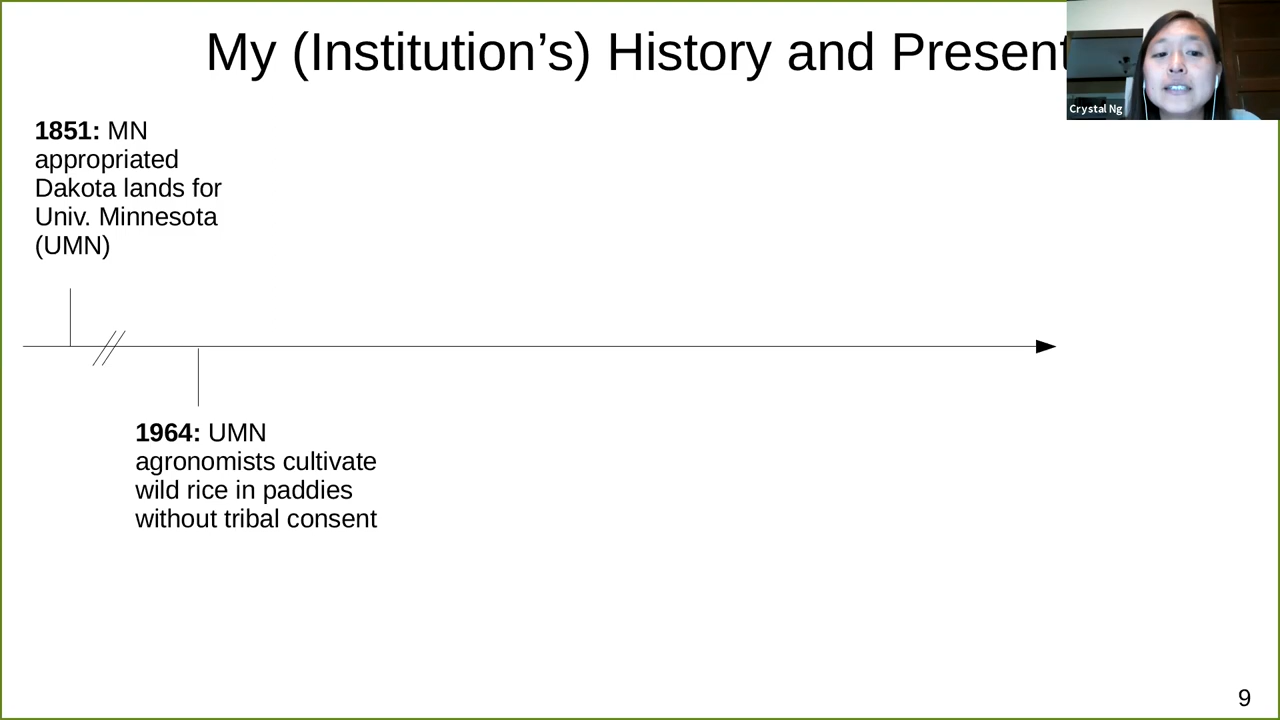 My (Institution’s) History and Present
Crystal Ng
1851: MN
appropriated
Dakota lands for
Univ. Minnesota
(UMN)
1964: UMN
agronomists cultivate
wild rice in paddies
without tribal consent
9